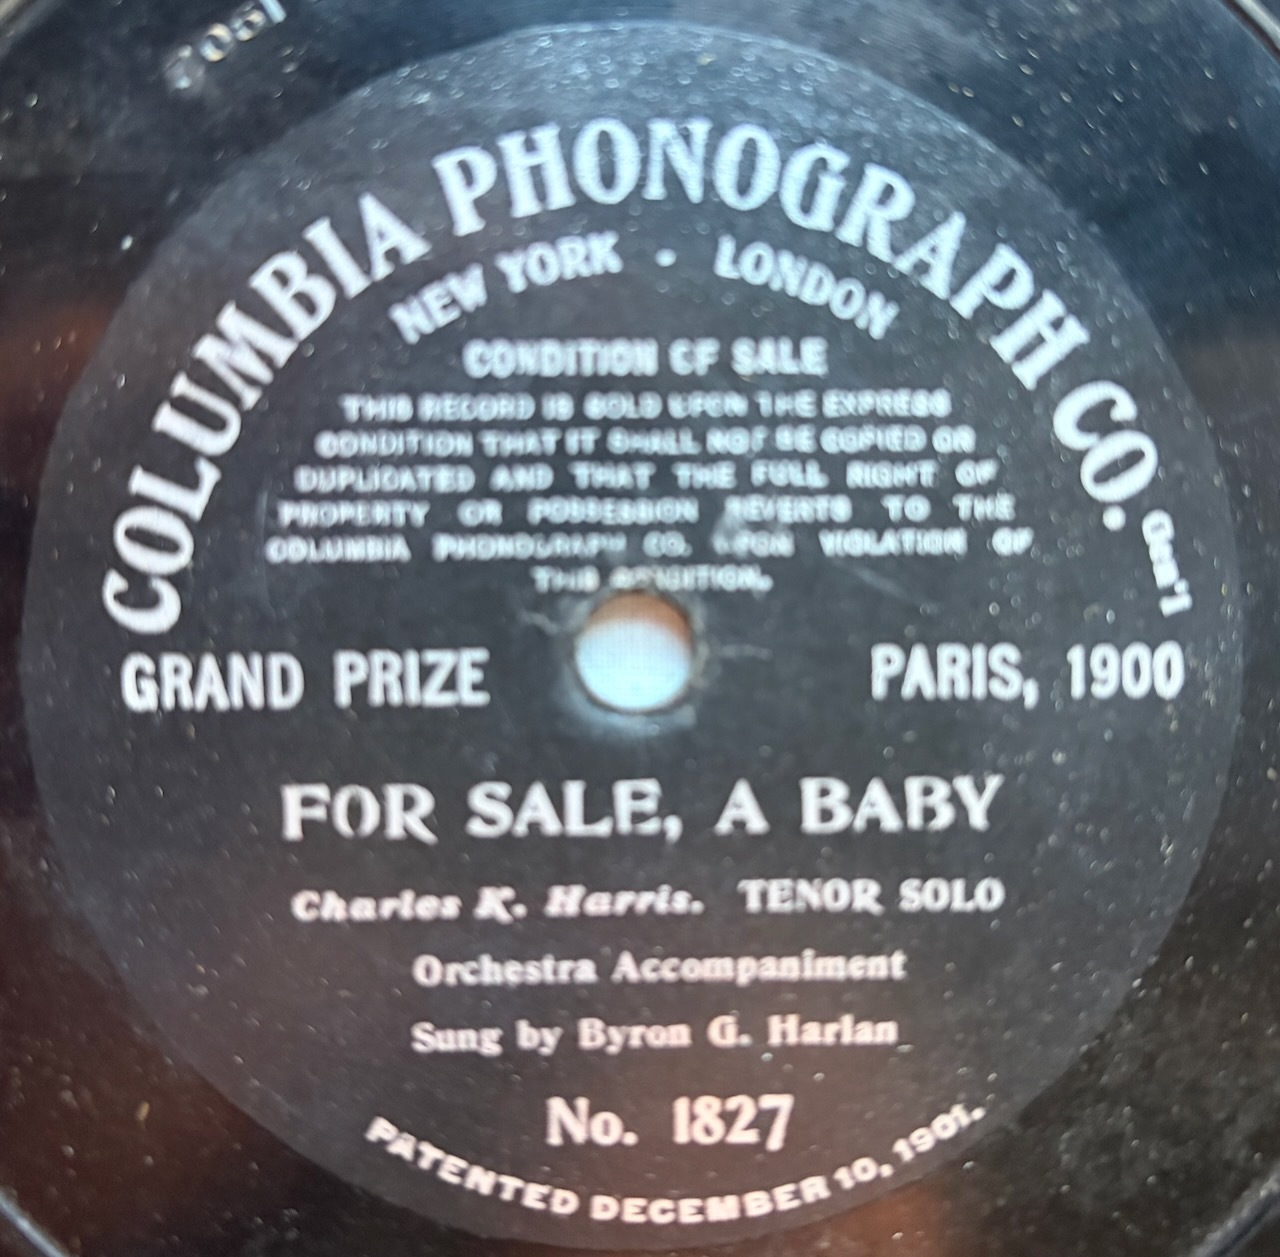 COLUMBIA PHONOGRAPH CO. Gen'l
NEW YORK · LONDON
CONDITION OF SALE
THIS RECORD IS SOLD UPON THE EXPRESS
CONDITION THAT IT SHALL NOT BE COPIED OR
DUPLICATED AND THAT THE FULL RIGHT OF
PROPERTY OR POSSESSION REVERTS TO THE
COLUMBIA PHONOGRAPH CO. UPON VIOLATION OF
THIS CONDITION.
GRAND PRIZE PARIS, 1900
FOR SALE, A BABY
Charles K. Harris. TENOR SOLO
Orchestra Accompaniment
Sung by Byron G. Harlan
No. 1827
PATENTED DECEMBER 10, 1901.